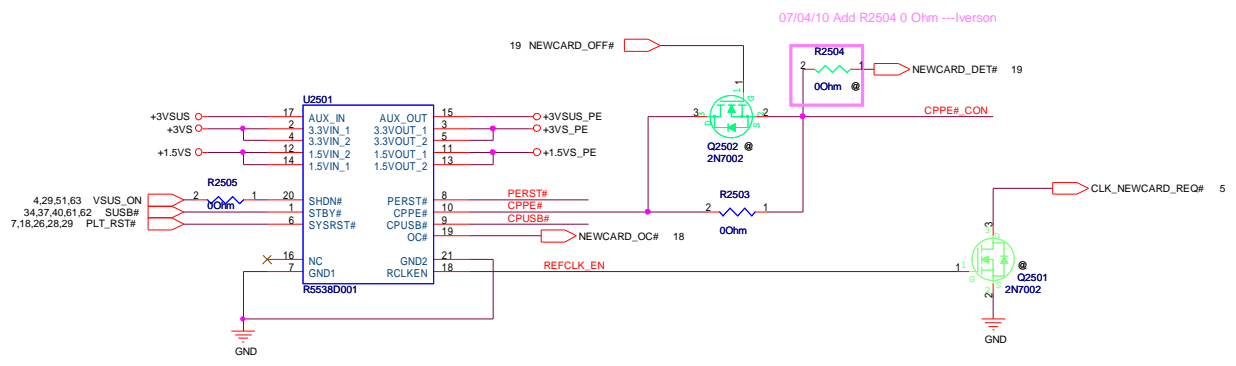 07/04/10 Add R2504 0 Ohm ---Iverson
19 NEWCARD_OFF#
R2504
2 1
NEWCARD_DET# 19
0Ohm @
1
G
3 D S 2
CPPE#_CON
Q2502 @
2N7002
U2501
+3VSUS 17 AUX_IN AUX_OUT 15 +3VSUS_PE
+3VS 2 3.3VIN_1 3.3VOUT_1 3 +3VS_PE
4 3.3VIN_2 3.3VOUT_2 5
+1.5VS 12 1.5VIN_2 1.5VOUT_1 11 +1.5VS_PE
14 1.5VIN_1 1.5VOUT_2 13
R2505
4,29,51,63 VSUS_ON 2 1 20 SHDN# PERST# 8 PERST#
0Ohm
34,37,40,61,62 SUSB# 1 STBY# CPPE# 10 CPPE#
7,18,26,28,29 PLT_RST# 6 SYSRST# CPUSB# 9 CPUSB#
OC# 19 NEWCARD_OC# 18
R2503
2 1
0Ohm
16 NC GND2 21
7 GND1 RCLKEN 18 REFCLK_EN
R5538D001
GND
CLK_NEWCARD_REQ# 5
3
D
1 G
S
2
@
Q2501
2N7002
GND